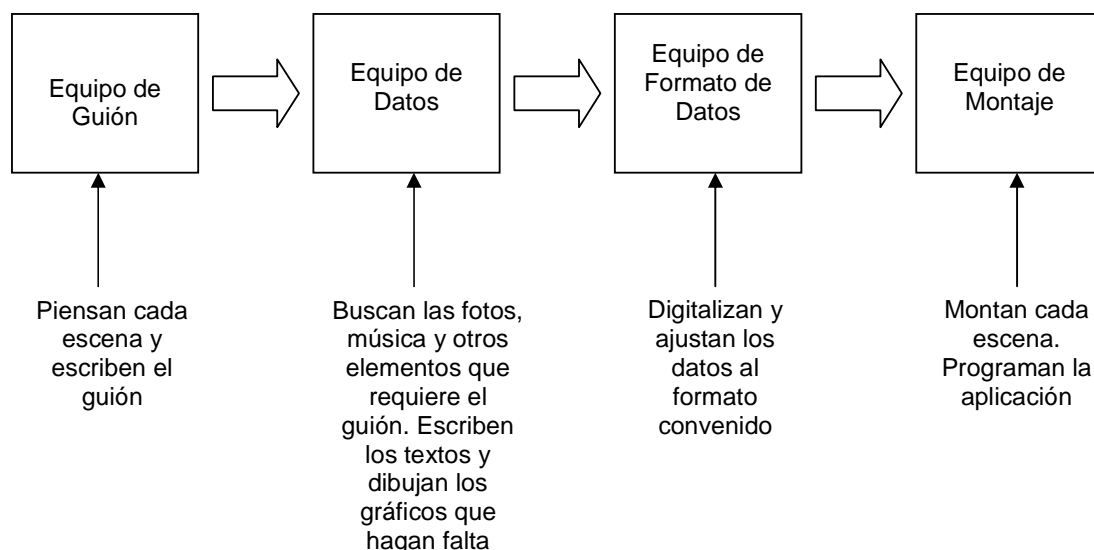 Equipo de
Guión
Equipo de
Datos
Equipo de
Formato de
Datos
Equipo de
Montaje
Piensan cada
escena y
escriben el
guión
Buscan las fotos,
música y otros
elementos que
requiere el
guión. Escriben
los textos y
dibujan los
gráficos que
hagan falta
Digitalizan y
ajustan los
datos al
formato
convenido
Montan cada
escena.
Programan la
aplicación